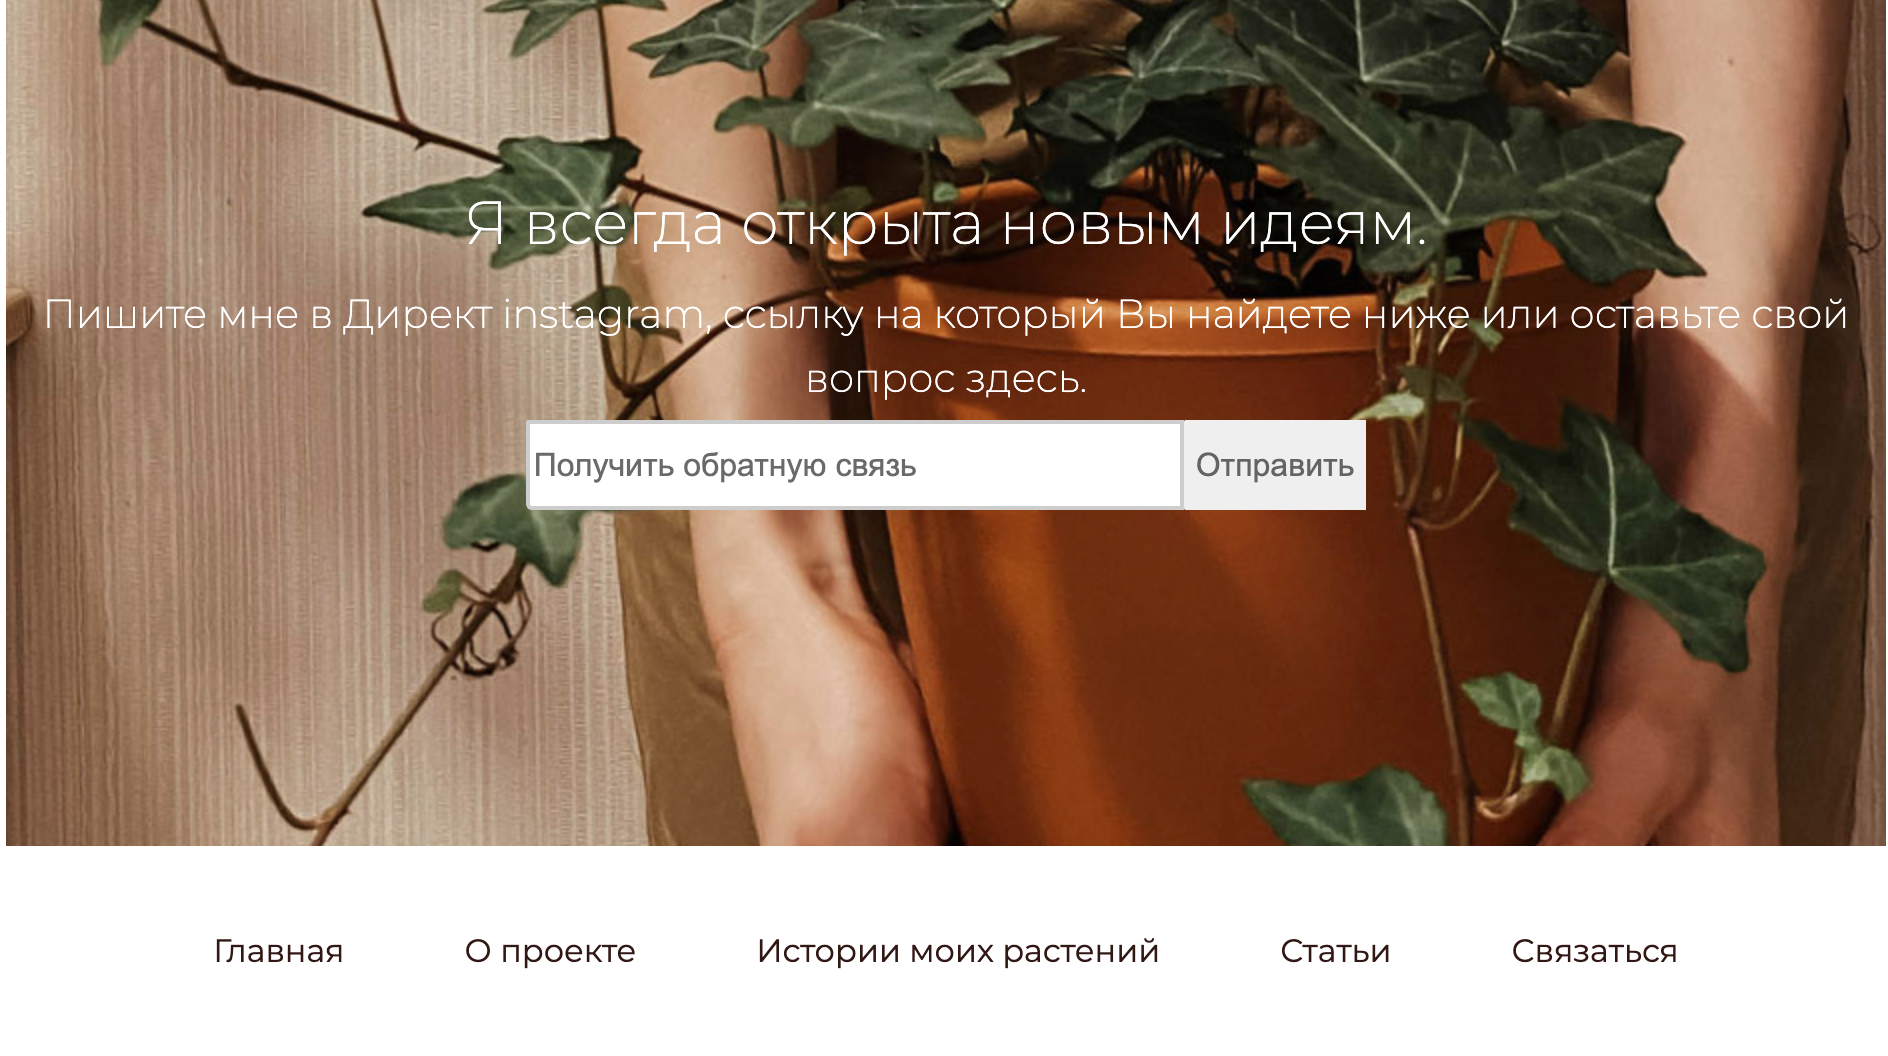 Я всегда открыта новым идеям.
Пишите мне в Директ instagram, ссылку на который Вы найдете ниже или оставьте свой
вопрос здесь.
Получить обратную связь
Отправить
Главная
О проекте
Истории моих растений
Статьи
Связаться